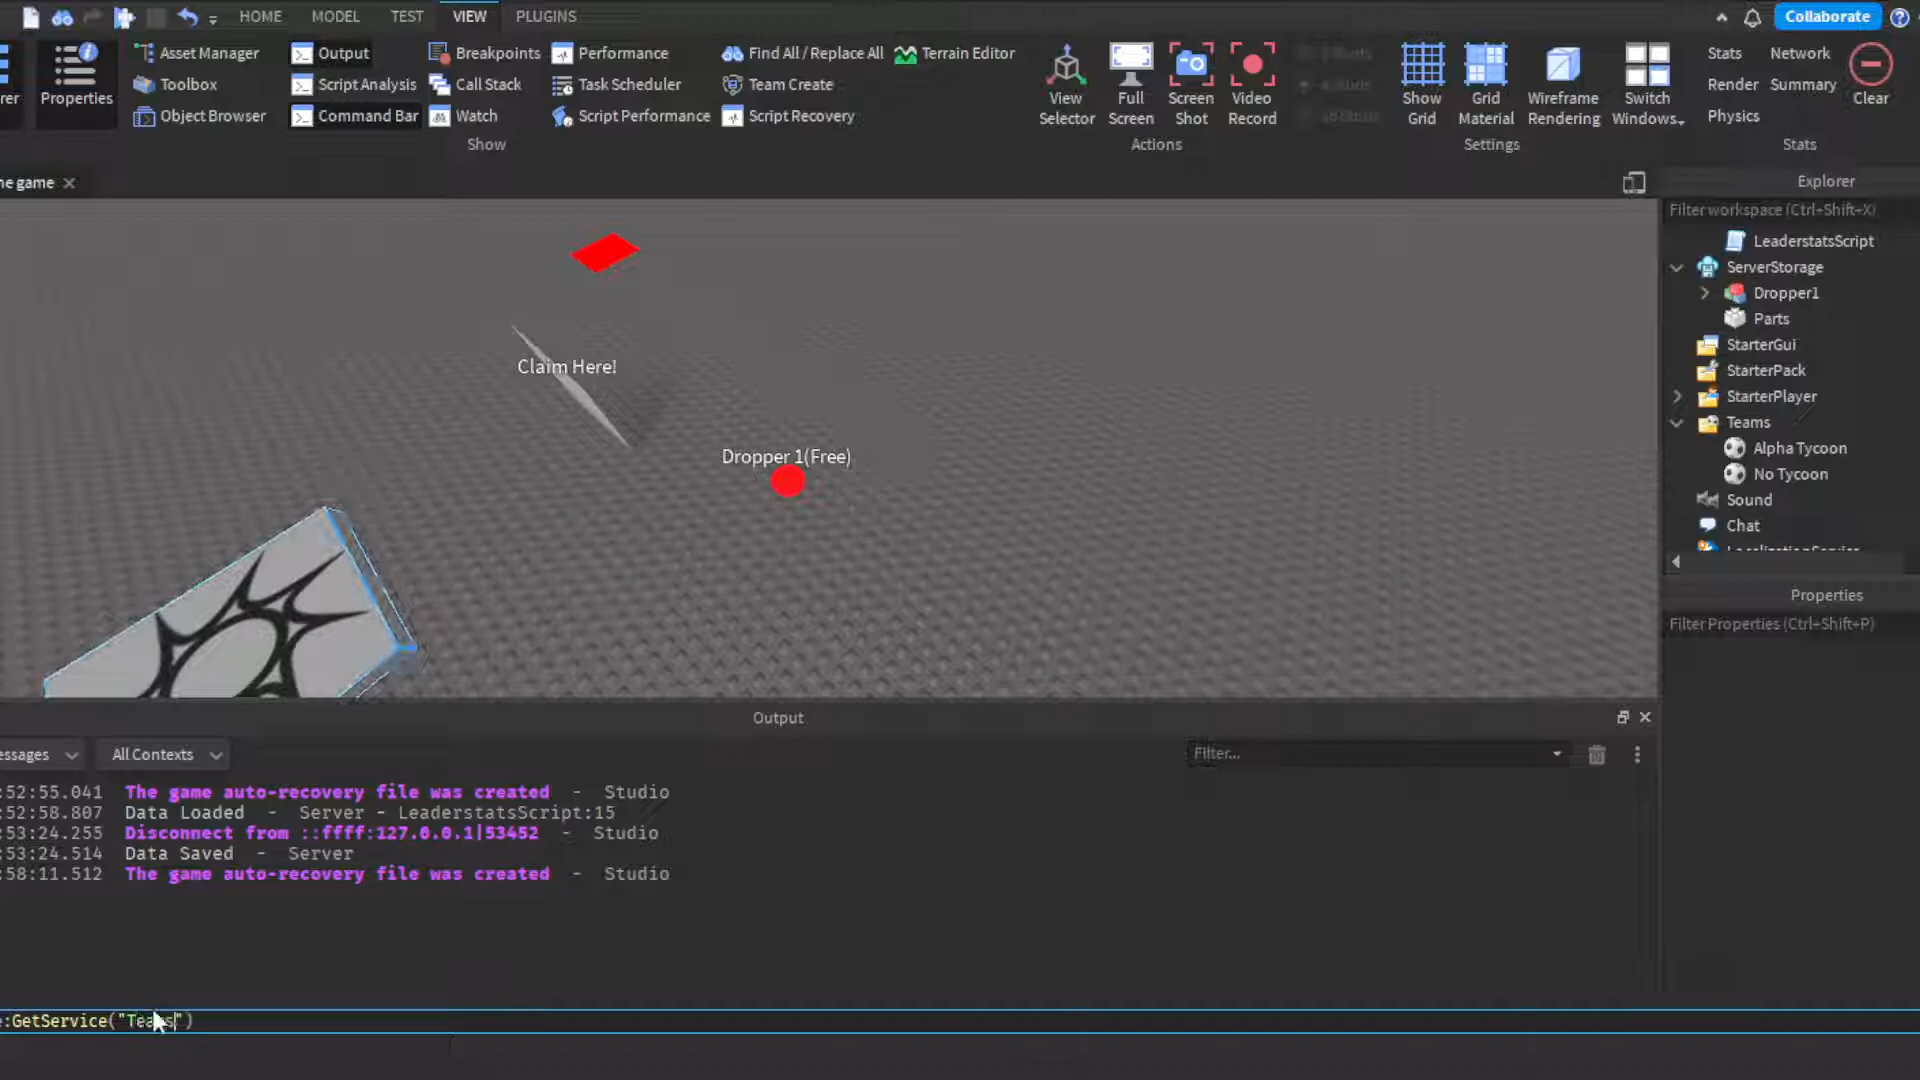 HOME MODEL TEST VIEW PLUGINS Collaborate
Properties
Asset Manager
Toolbox
Object Browser
Output
Script Analysis
Command Bar
Breakpoints
Call Stack
Watch
Performance
Task Scheduler
Script Performance
Find All / Replace All
Team Create
Script Recovery
Terrain Editor
Show
View Selector
Full Screen
Screen Shot
Video Record
Actions
Show Grid
Grid Material
Wireframe Rendering
Switch Windows
Settings
Stats Network
Render Summary
Physics
Clear
Stats
he game
Explorer
Filter workspace (Ctrl+Shift+X)
LeaderstatsScript
ServerStorage
Dropper1
Parts
StarterGui
StarterPack
StarterPlayer
Teams
Alpha Tycoon
No Tycoon
Sound
Chat
Claim Here!
Dropper 1(Free)
Properties
Filter Properties (Ctrl+Shift+P)
Output
essages All Contexts Filter...
:52:55.041 The game auto-recovery file was created - Studio
:52:58.807 Data Loaded - Server - LeaderstatsScript:15
:53:24.255 Disconnect from ::ffff:127.0.0.1|53452 - Studio
:53:24.514 Data Saved - Server
:58:11.512 The game auto-recovery file was created - Studio
e:GetService("Teams")